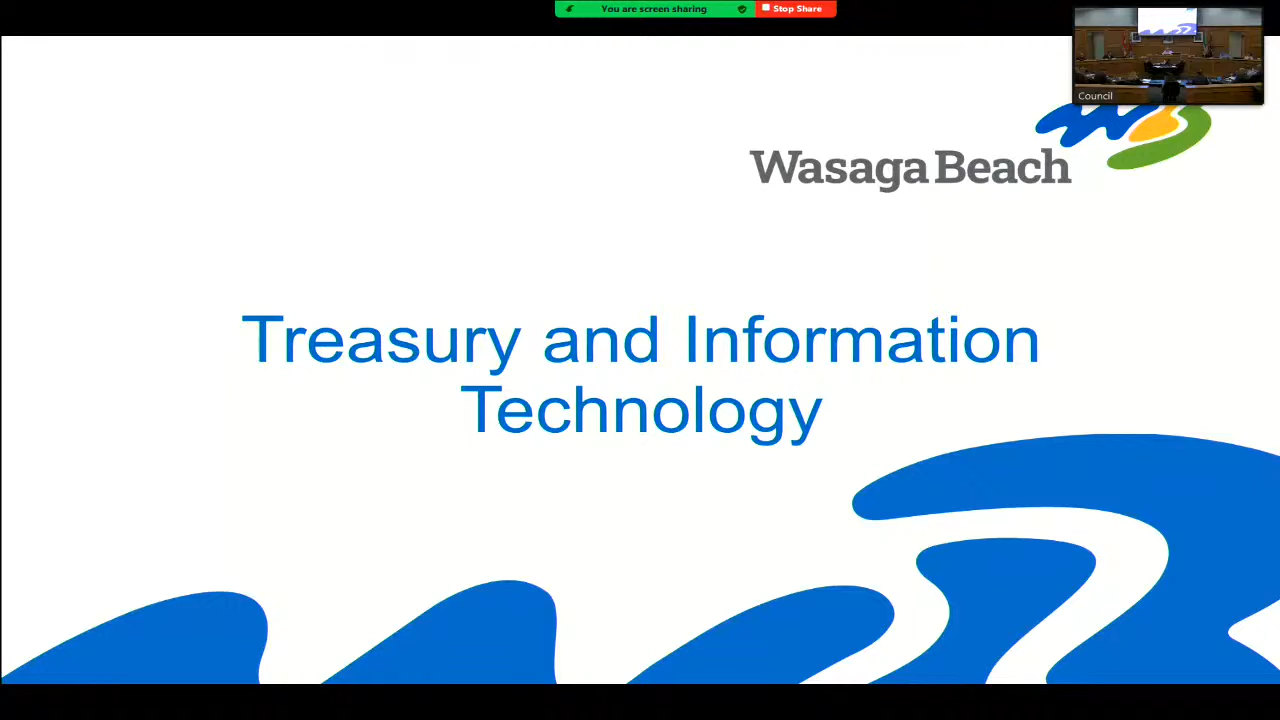 You are screen sharing
Stop Share
Council
Wasaga Beach
Treasury and Information
Technology